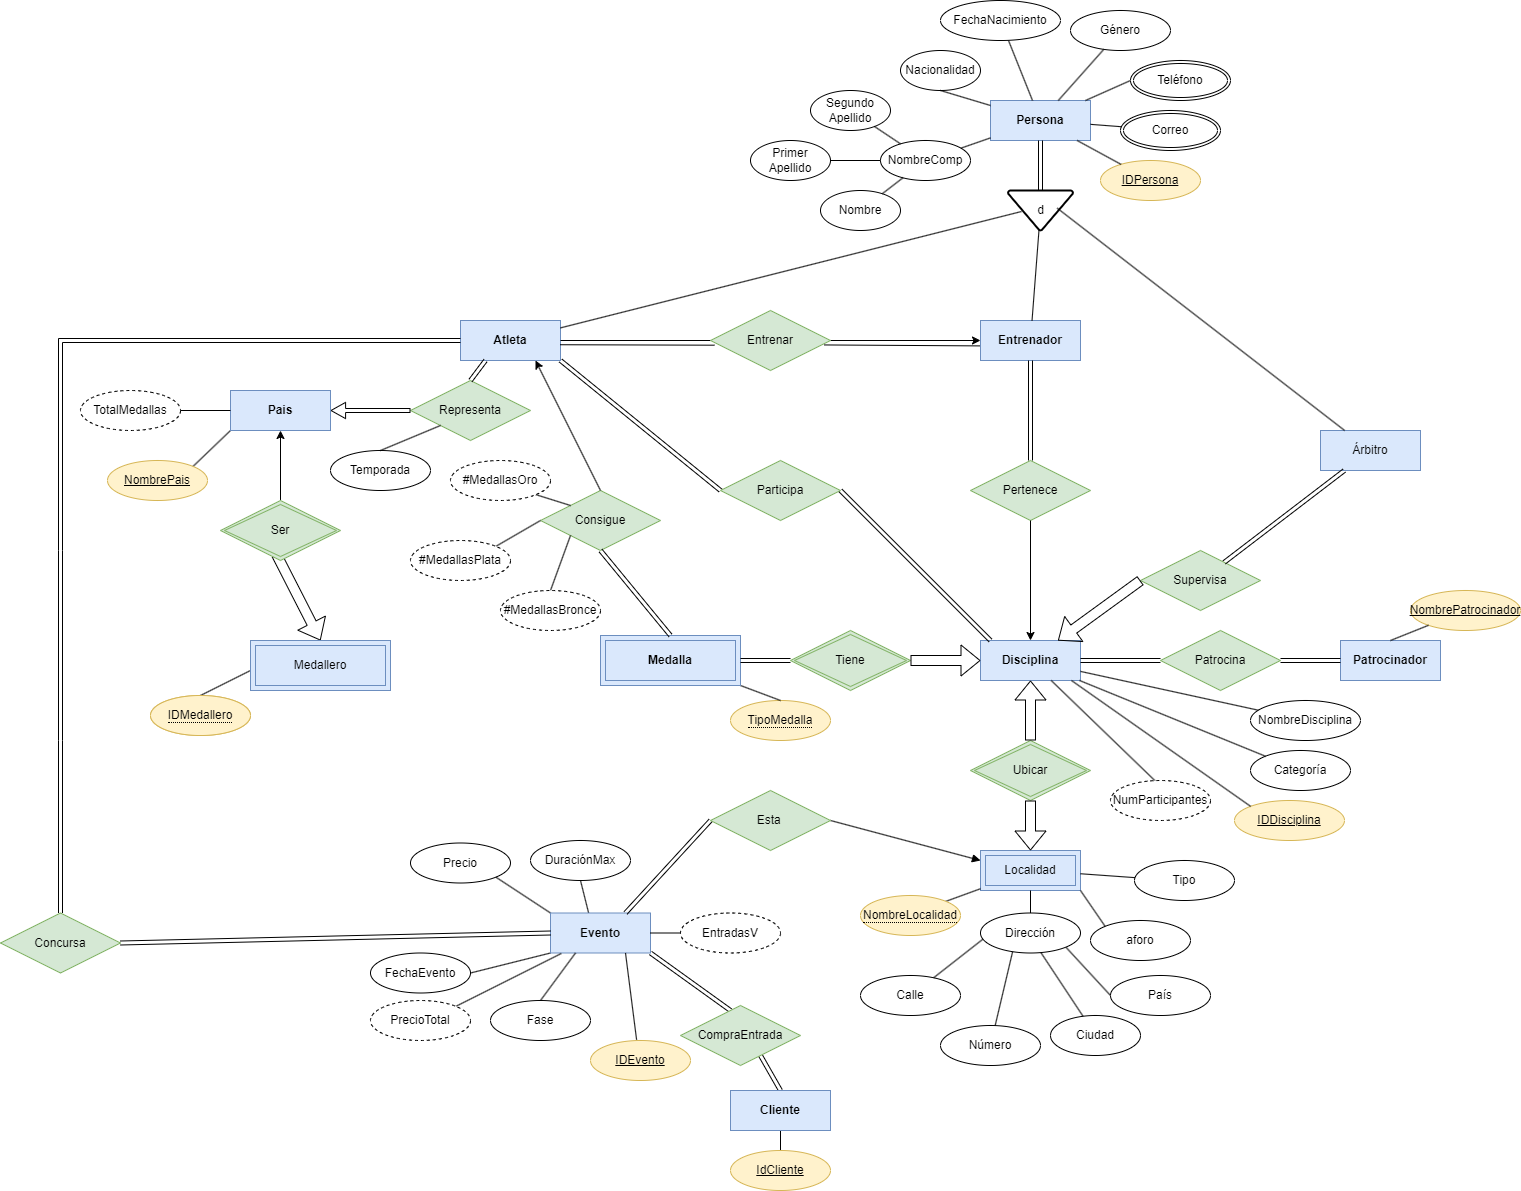 FechaNacimiento
Género
Nacionalidad
Teléfono
Segundo
Apellido
Persona
Correo
Primer
Apellido
NombreComp
IDPersona
Nombre
d
Atleta
Entrenar
Entrenador
TotalMedallas
Pais
Representa
Árbitro
Temporada
NombrePais
#MedallasOro
Participa
Pertenece
Ser
Consigue
#MedallasPlata
Supervisa
#MedallasBronce
NombrePatrocinador
Medallero
Medalla
Tiene
Disciplina
Patrocina
Patrocinador
IDMedallero
TipoMedalla
NombreDisciplina
Ubicar
Categoría
NumParticipantes
IDDisciplina
Esta
Precio
DuraciónMax
Localidad
Tipo
NombreLocalidad
Concursa
Evento
EntradasV
Dirección
aforo
FechaEvento
Calle
País
PrecioTotal
Fase
CompraEntrada
Número
Ciudad
IDEvento
Cliente
IdCliente